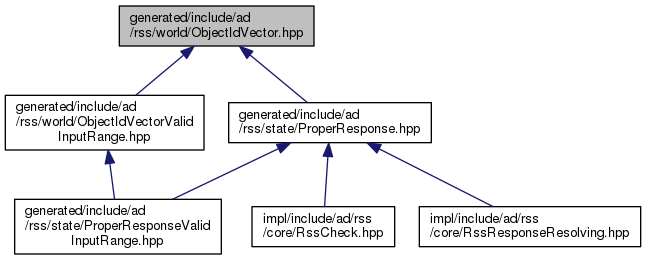 generated/include/ad
/rss/world/ObjectIdVector.hpp
generated/include/ad
/rss/world/ObjectIdVectorValid
InputRange.hpp
generated/include/ad
/rss/state/ProperResponse.hpp
generated/include/ad
/rss/state/ProperResponseValid
InputRange.hpp
impl/include/ad/rss
/core/RssCheck.hpp
impl/include/ad/rss
/core/RssResponseResolving.hpp